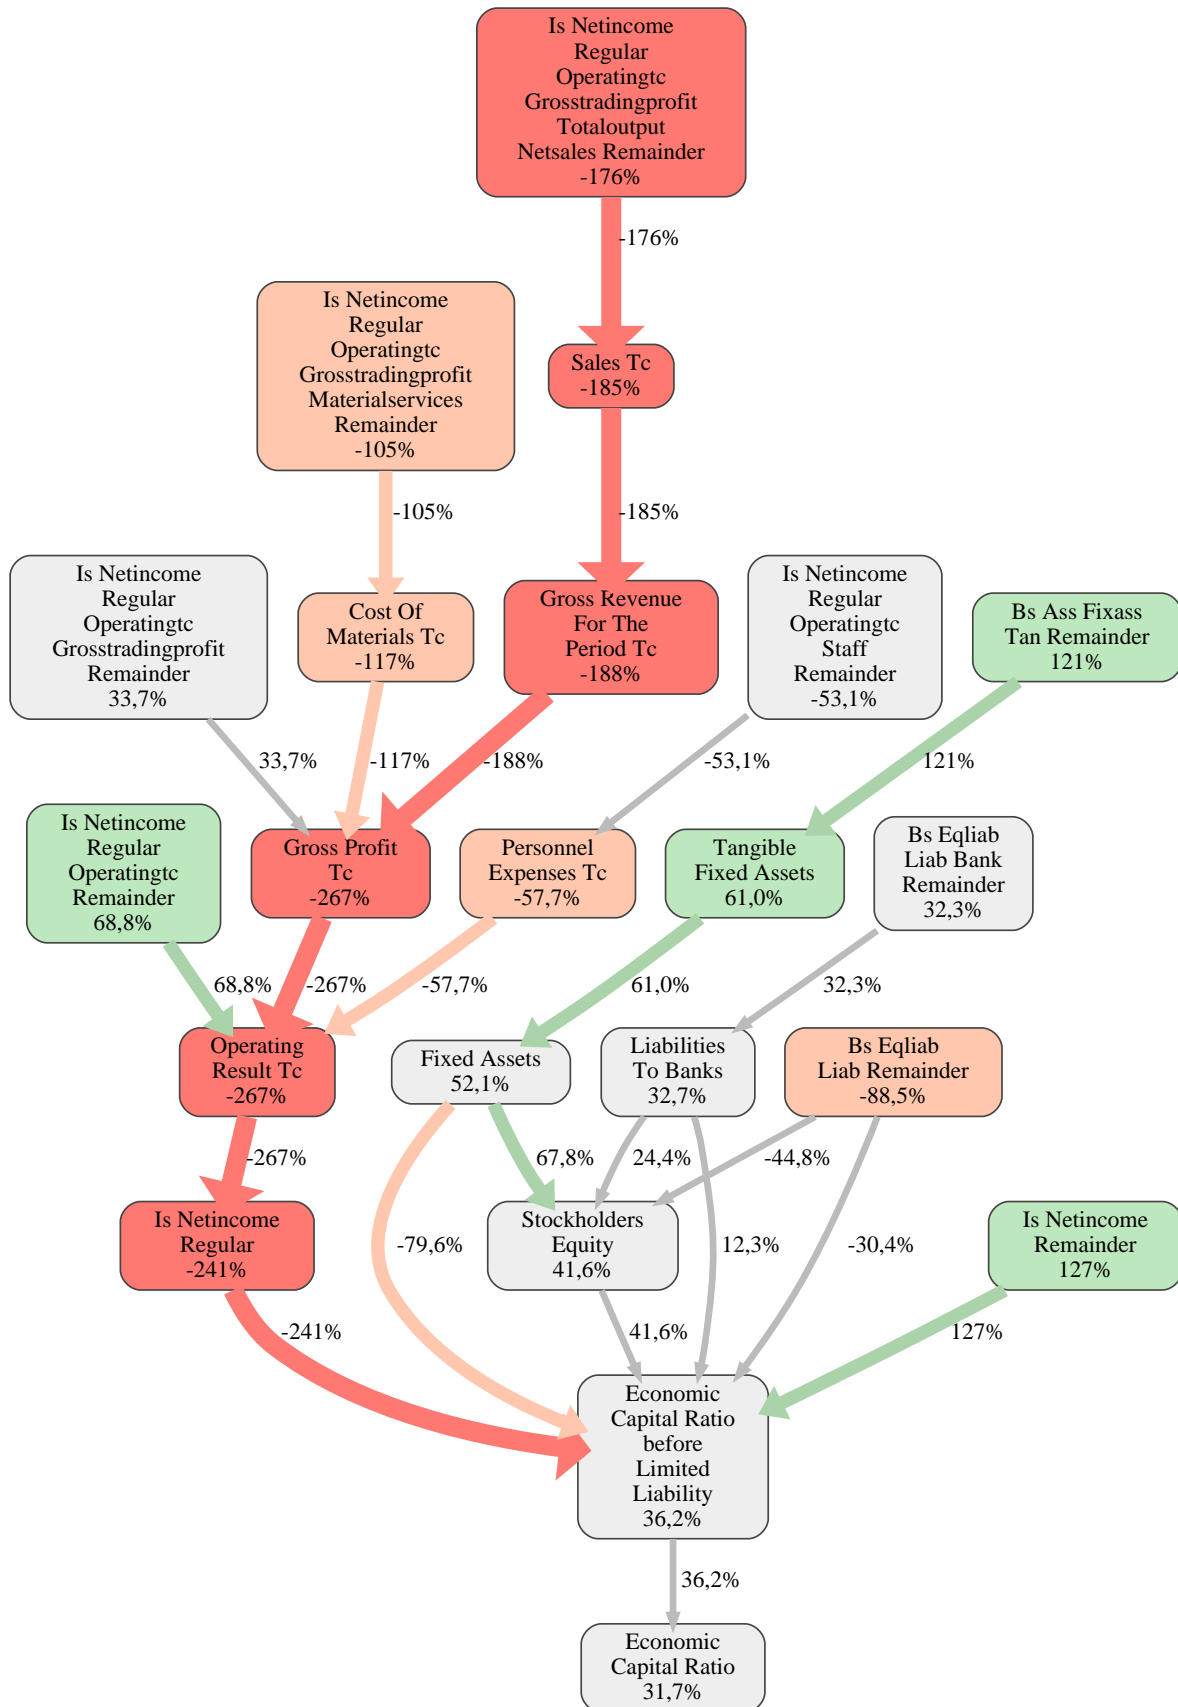 Is Netincome
Regular
Operatingtc
Grosstradingprofit
Totaloutput
Netsales Remainder
-176%
-176%
Is Netincome
Regular
Operatingtc
Grosstradingprofit
Materialservices
Remainder
-105%
Sales Tc
-185%
-105%
-185%
Is Netincome
Regular
Operatingtc
Grosstradingprofit
Remainder
33,7%
Cost Of
Materials Tc
-117%
Gross Revenue
For The
Period Tc
-188%
Is Netincome
Regular
Operatingtc
Staff
Remainder
-53,1%
Bs Ass Fixass
Tan Remainder
121%
33,7%
-117%
-188%
-53,1%
121%
Is Netincome
Regular
Operatingtc
Remainder
68,8%
Gross Profit
Tc
-267%
Personnel
Expenses Tc
-57,7%
Tangible
Fixed Assets
61,0%
Bs Eqliab
Liab Bank
Remainder
32,3%
68,8%
-267%
-57,7%
61,0%
32,3%
Operating
Result Tc
-267%
Fixed Assets
52,1%
Liabilities
To Banks
32,7%
Bs Eqliab
Liab Remainder
-88,5%
-267%
67,8%
24,4%
-44,8%
Is Netincome
Regular
-241%
-79,6%
Stockholders
Equity
41,6%
12,3%
-30,4%
Is Netincome
Remainder
127%
-241%
41,6%
127%
Economic
Capital Ratio
before
Limited
Liability
36,2%
36,2%
Economic
Capital Ratio
31,7%